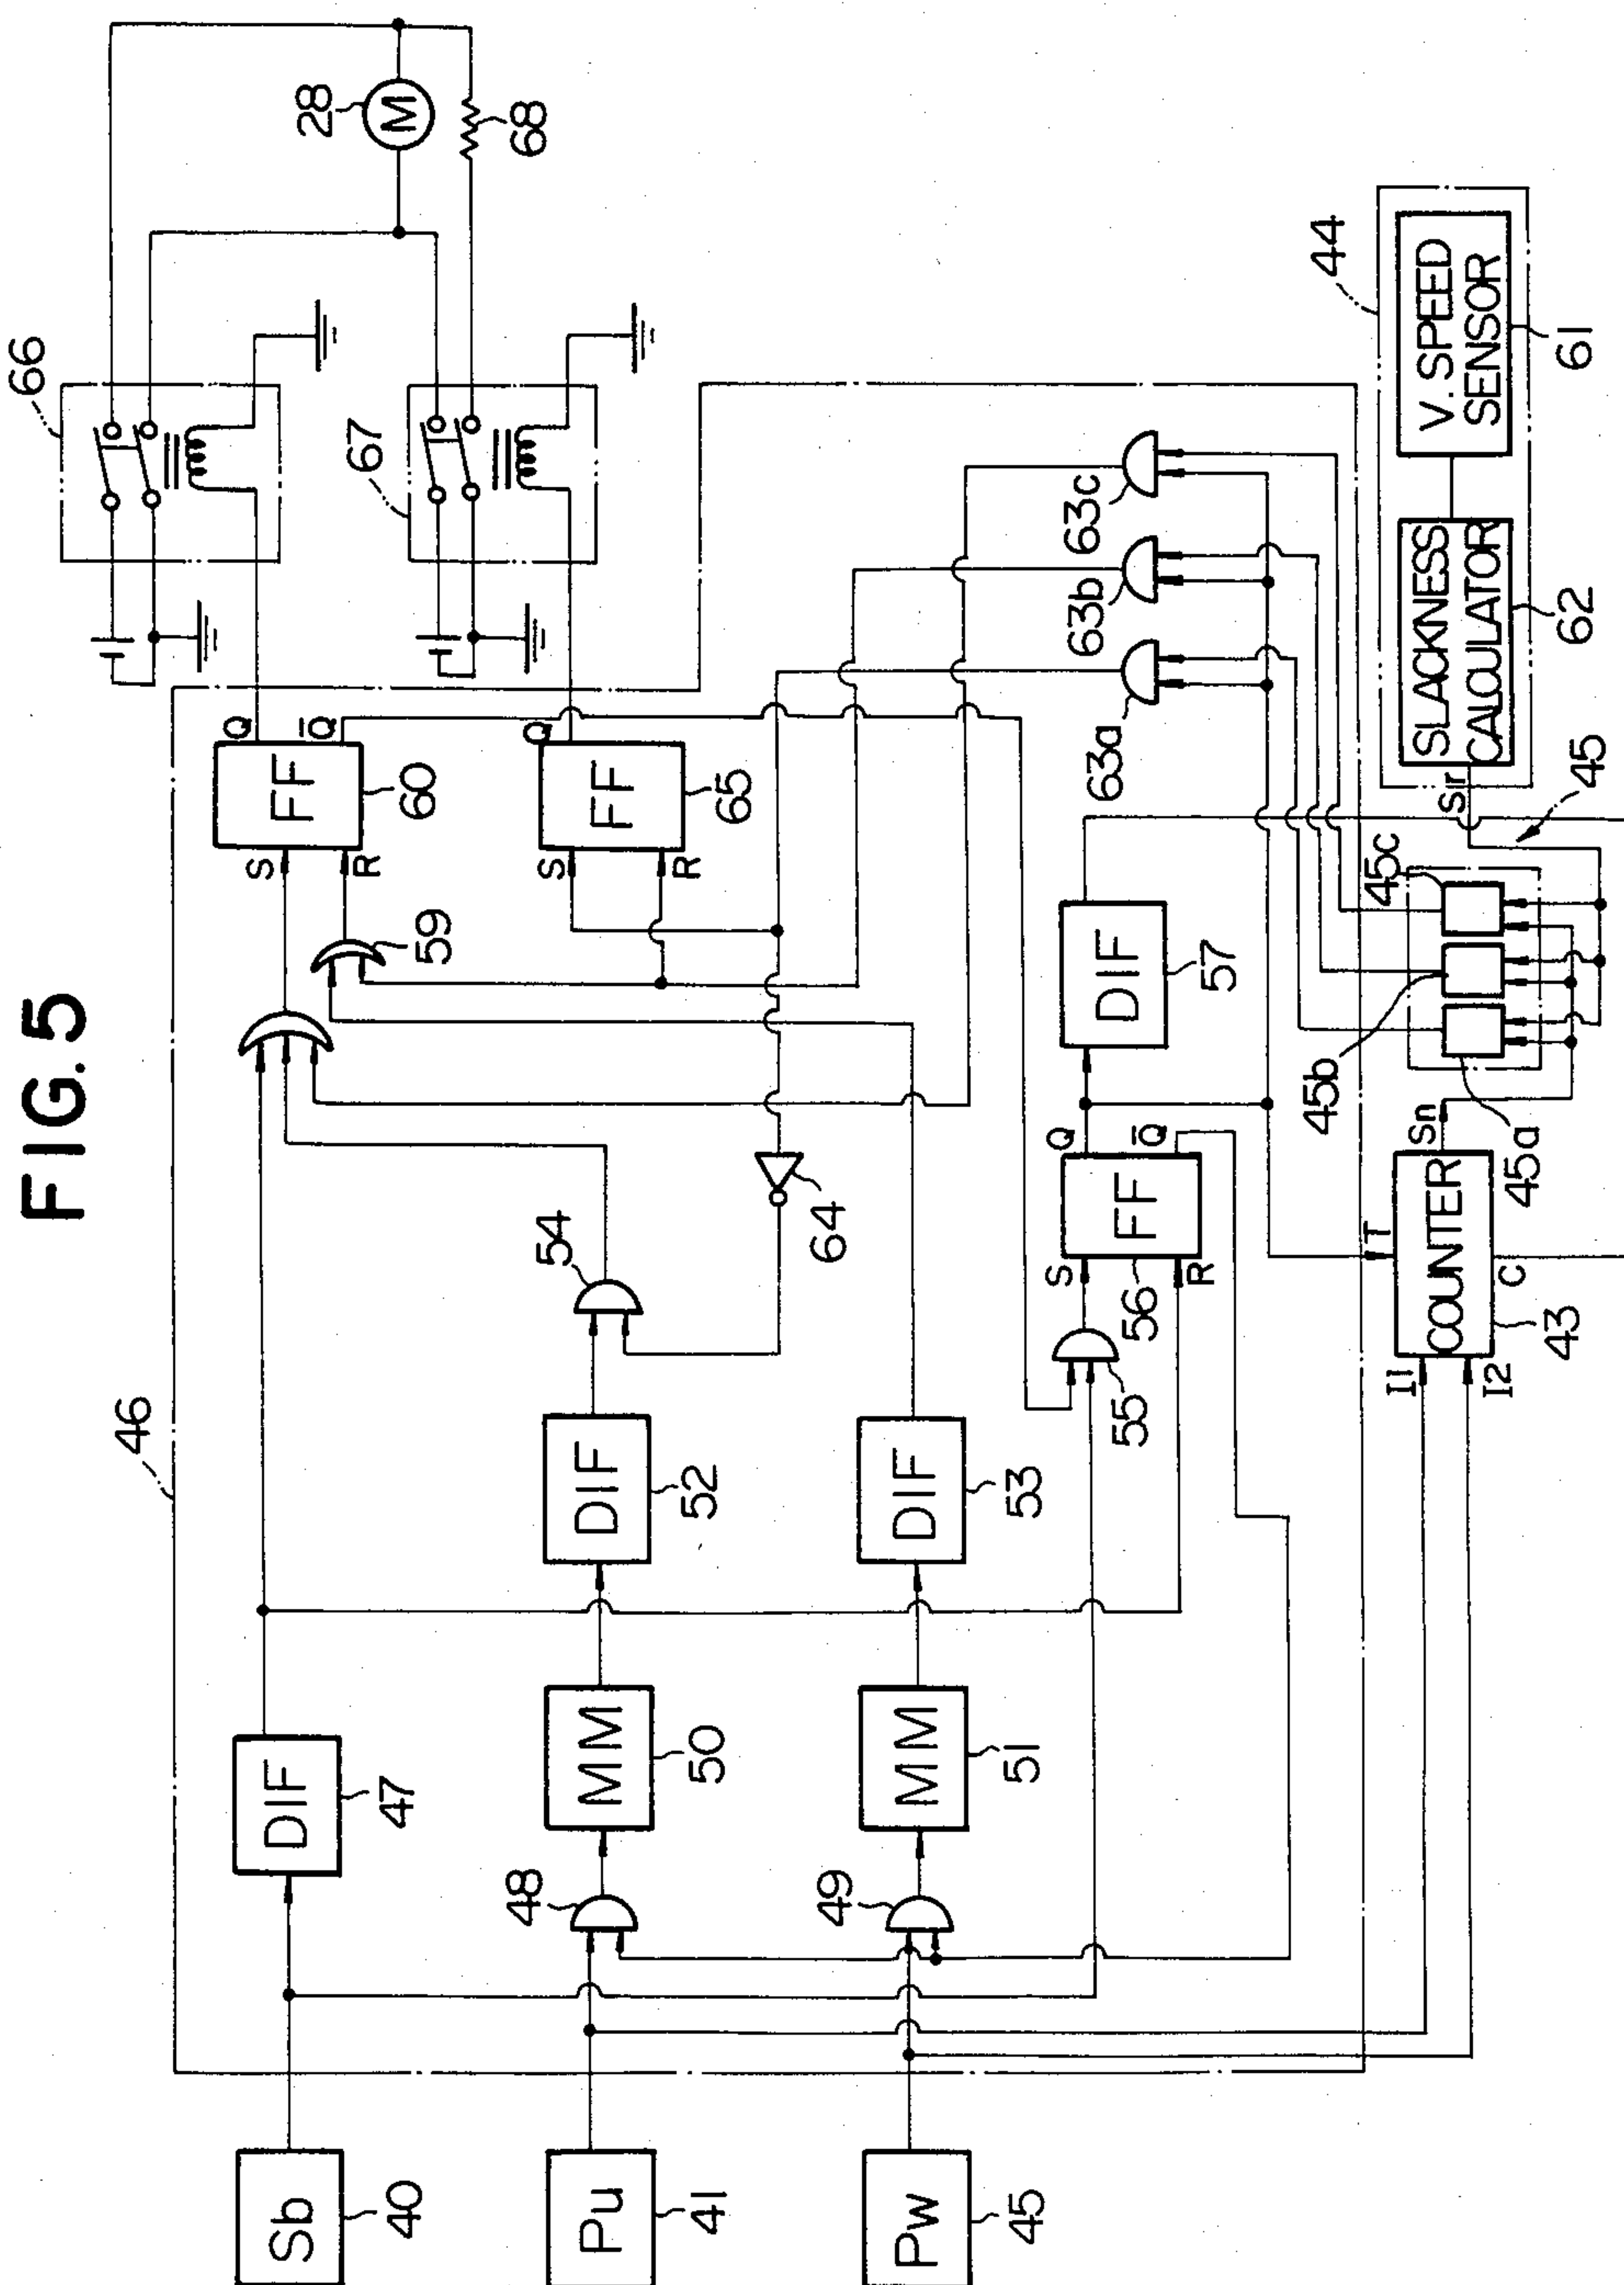 FIG. 5
46
66
67
28
M
68
Sb
40
DIF
47
S
R
FF
60
Q
Q̅
59
Pu
41
48
MM
50
DIF
52
54
64
S
R
FF
65
Q
Pw
45
49
MM
51
DIF
53
55
S
R
FF
56
Q
Q̅
DIF
57
63a
63b
63c
I1
I2
T
COUNTER
C
43
Sn
45a
45b
45c
45
Sr
44
SLACKNESS
CALCULATOR
62
V. SPEED
SENSOR
61